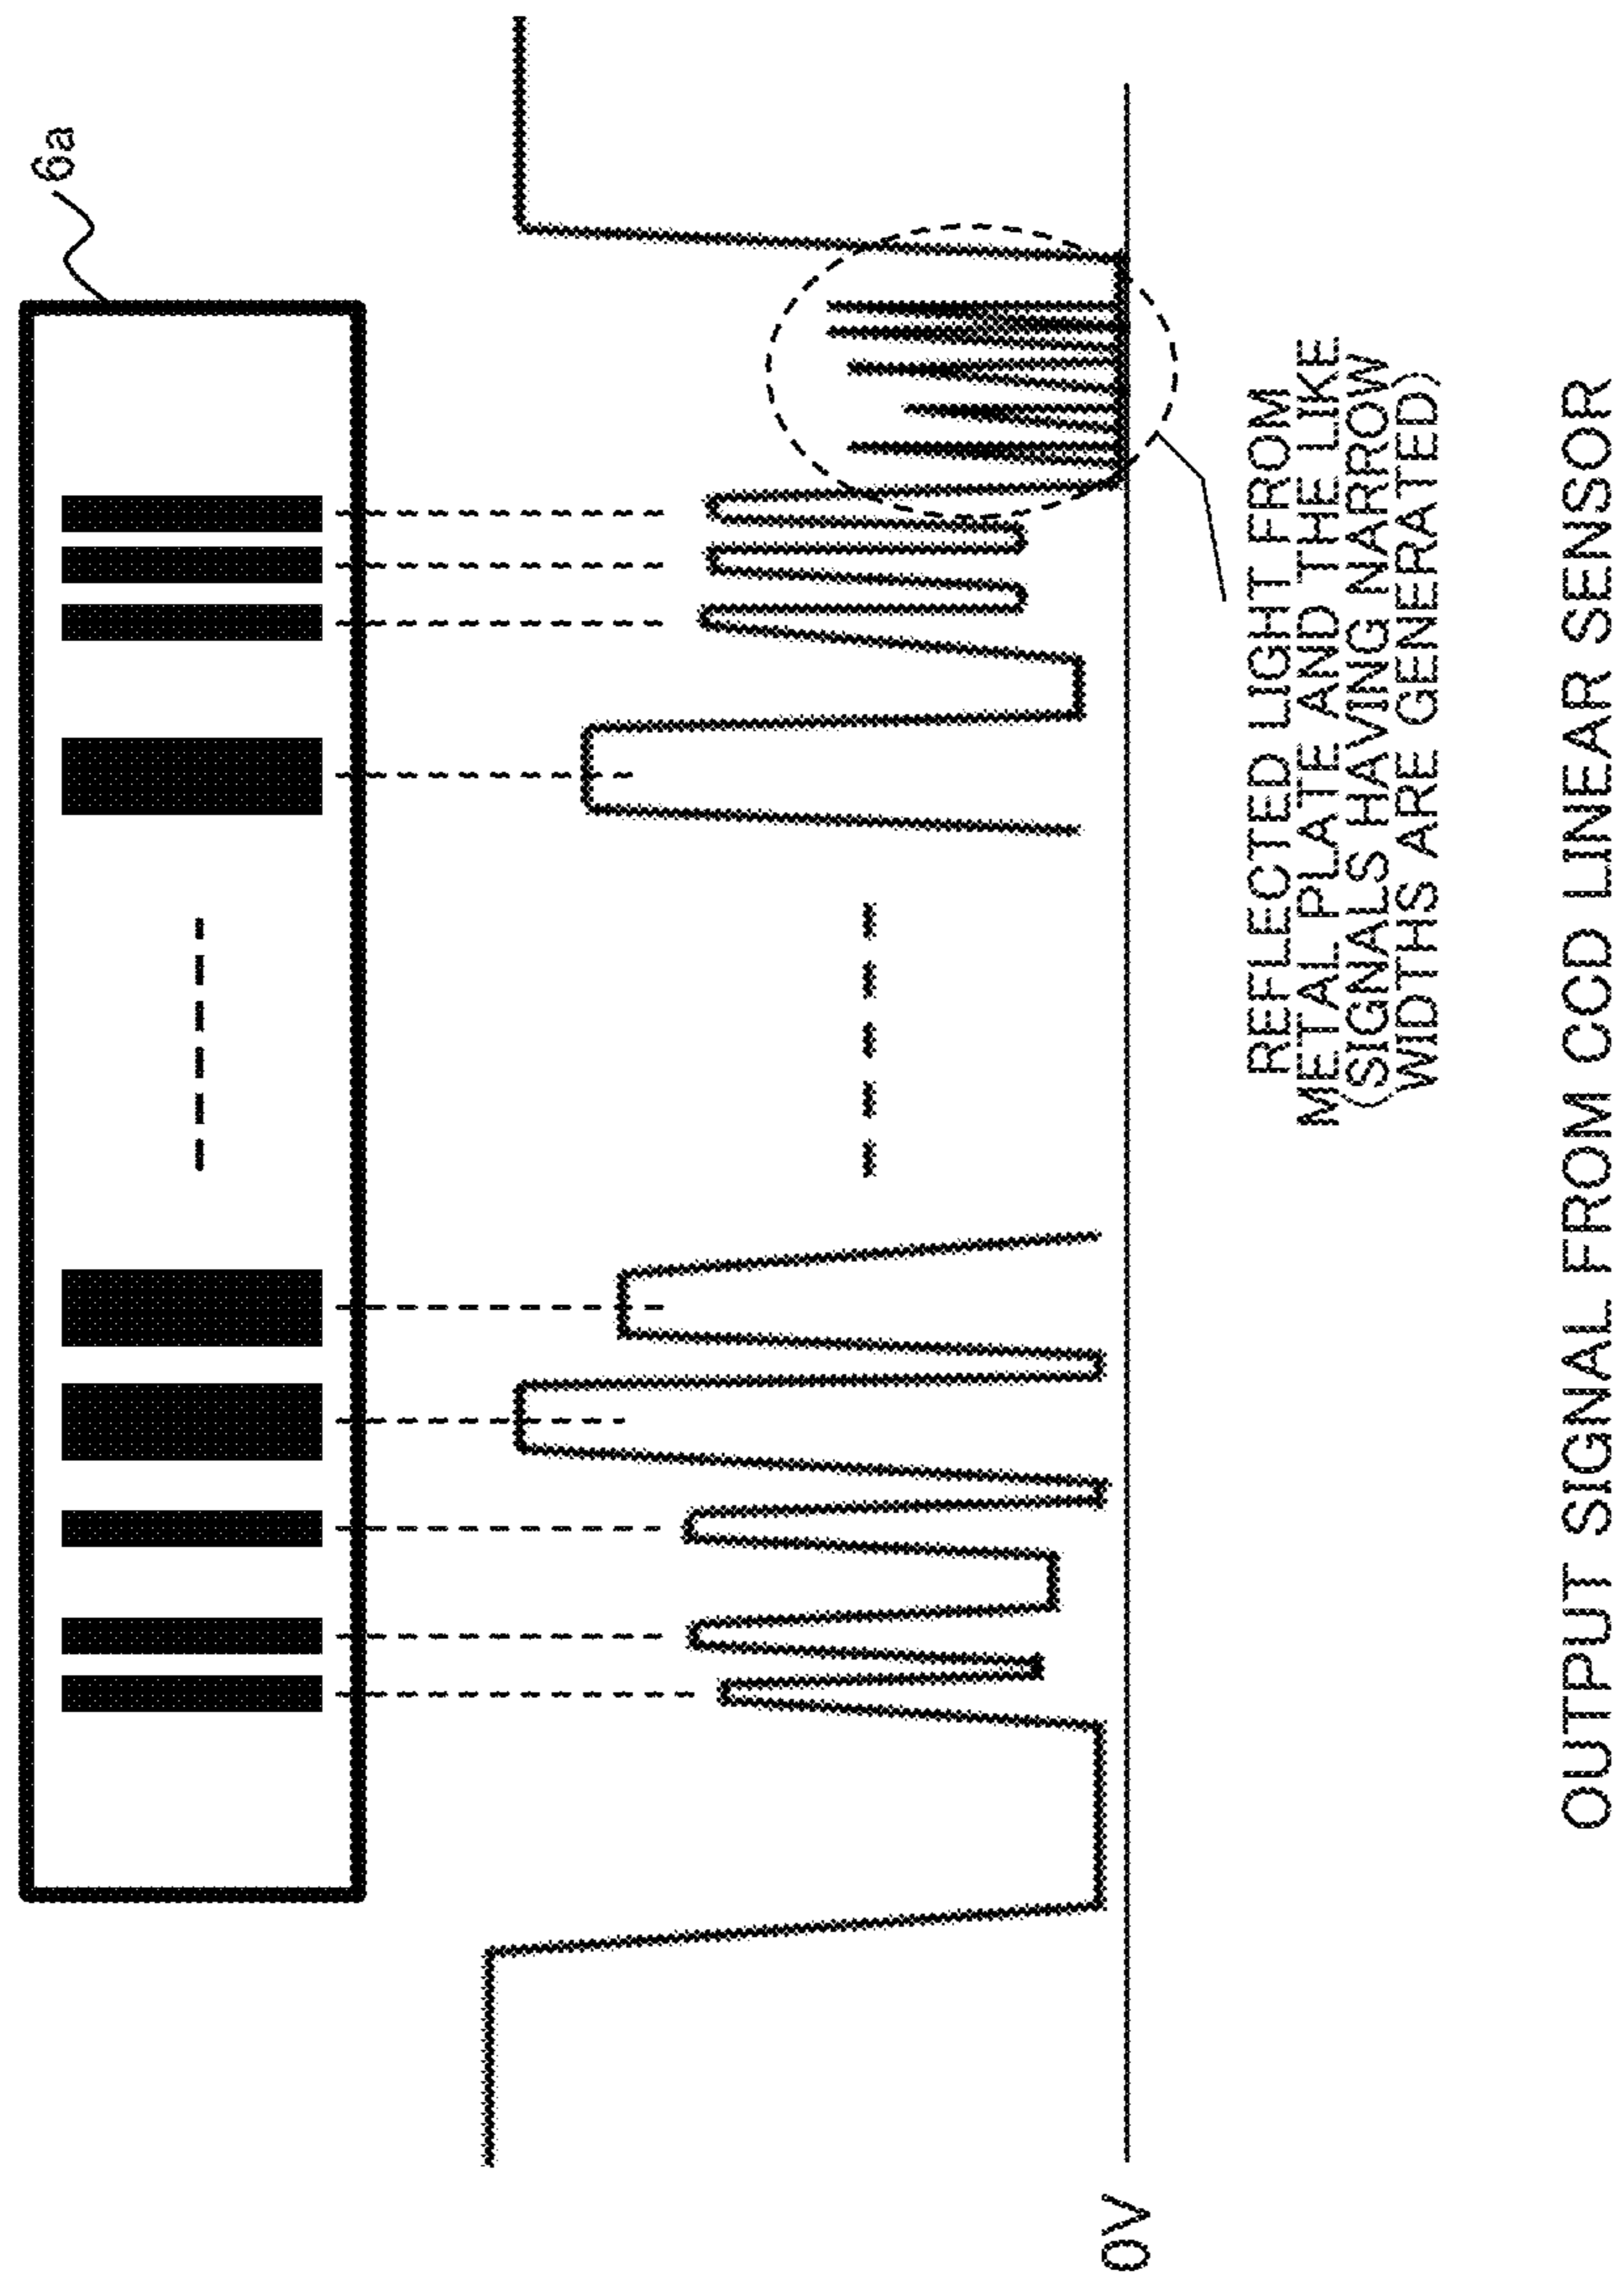 6a
0V
REFLECTED LIGHT FROM
METAL PLATE AND THE LIKE
(SIGNALS HAVING NARROW
WIDTHS ARE GENERATED)
OUTPUT SIGNAL FROM CCD LINEAR SENSOR